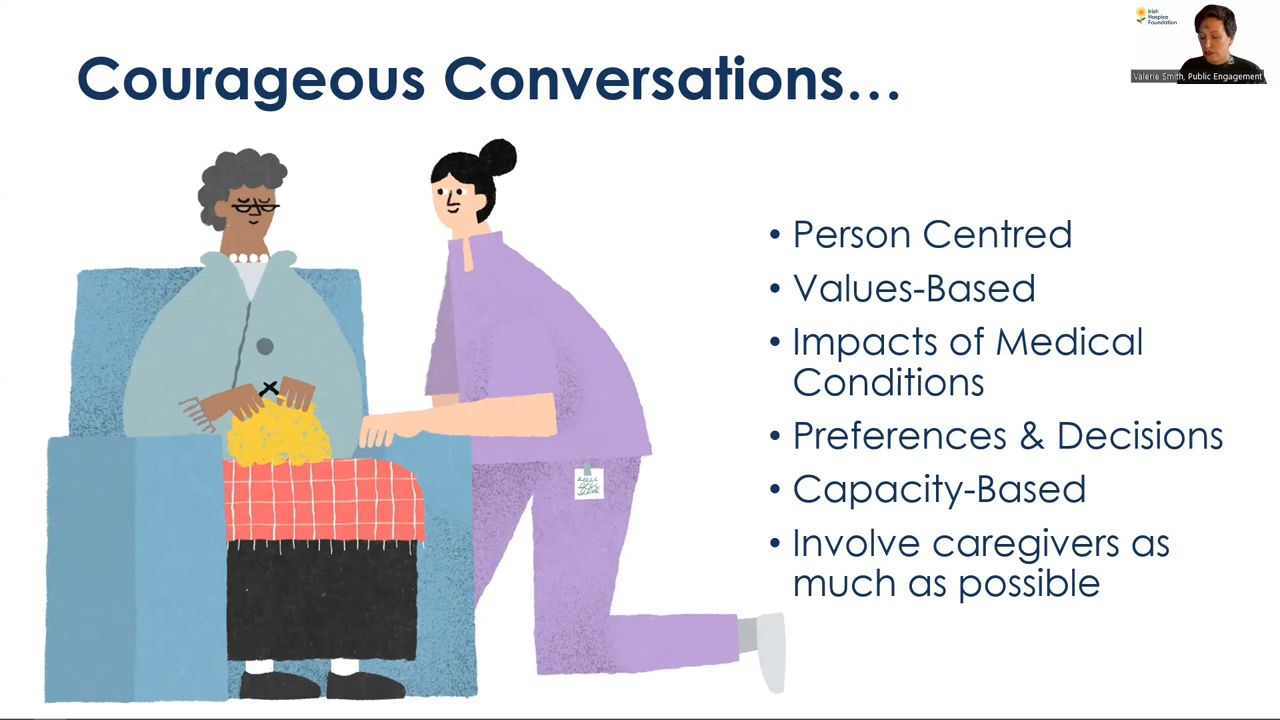 Courageous Conversations…
Irish
Hospice
Foundation
Valerie Smith, Public Engagement
• Person Centred
• Values-Based
• Impacts of Medical
Conditions
• Preferences & Decisions
• Capacity-Based
• Involve caregivers as
much as possible